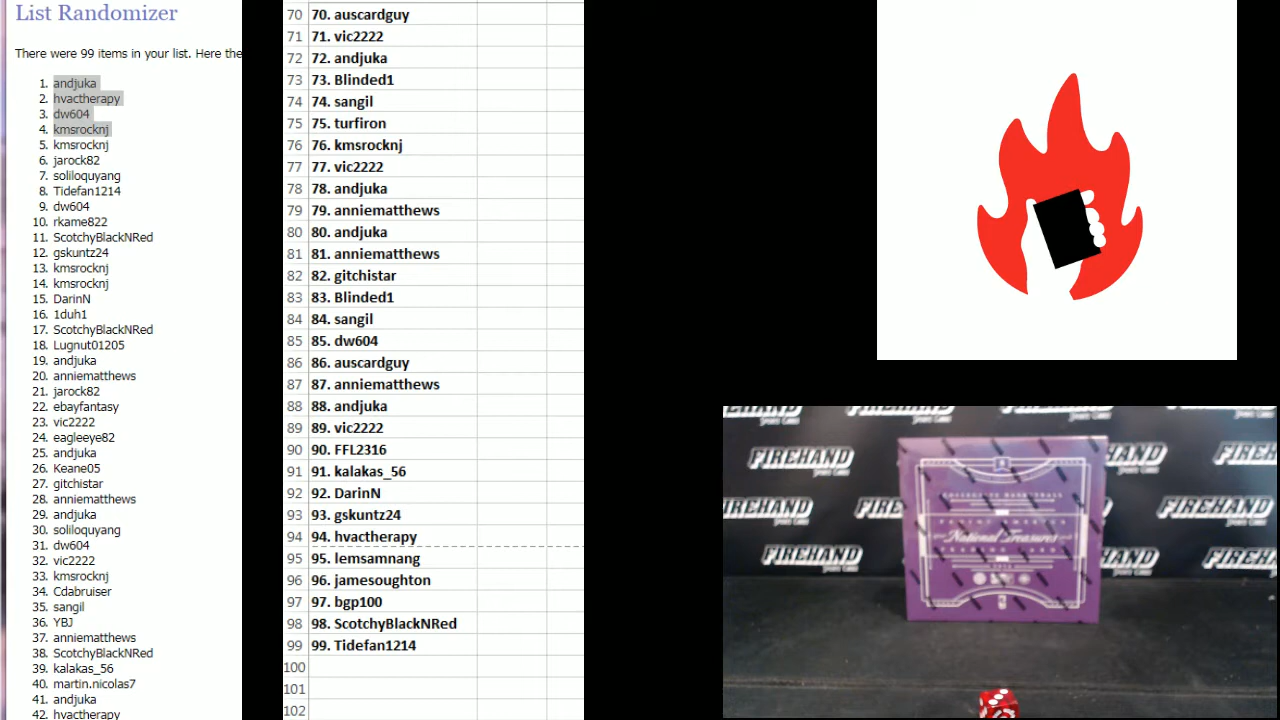 List Randomizer
There were 99 items in your list. Here the
1. andjuka
2. hvactherapy
3. dw604
4. kmsrocknj
5. kmsrocknj
6. jarock82
7. soliloquyang
8. Tidefan1214
9. dw604
10. rkame822
11. ScotchyBlackNRed
12. gskuntz24
13. kmsrocknj
14. kmsrocknj
15. DarinN
16. 1duh1
17. ScotchyBlackNRed
18. Lugnut01205
19. andjuka
20. anniematthews
21. jarock82
22. ebayfantasy
23. vic2222
24. eagleeye82
25. andjuka
26. Keane05
27. gitchistar
28. anniematthews
29. andjuka
30. soliloquyang
31. dw604
32. vic2222
33. kmsrocknj
34. Cdabruiser
35. sangil
36. YBJ
37. anniematthews
38. ScotchyBlackNRed
39. kalakas_56
40. martin.nicolas7
41. andjuka
42. hvactherapy
70 70. auscardguy
71 71. vic2222
72 72. andjuka
73 73. Blinded1
74 74. sangil
75 75. turfiron
76 76. kmsrocknj
77 77. vic2222
78 78. andjuka
79 79. anniematthews
80 80. andjuka
81 81. anniematthews
82 82. gitchistar
83 83. Blinded1
84 84. sangil
85 85. dw604
86 86. auscardguy
87 87. anniematthews
88 88. andjuka
89 89. vic2222
90 90. FFL2316
91 91. kalakas_56
92 92. DarinN
93 93. gskuntz24
94 94. hvactherapy
95 95. lemsamnang
96 96. jamesoughton
97 97. bgp100
98 98. ScotchyBlackNRed
99 99. Tidefan1214
100
101
102
FIREHAND
FIREHAND
FIREHAND
FIREHAND
FIREHAND
FIREHAND
COLLEGIATE BASKETBALL
National Treasures